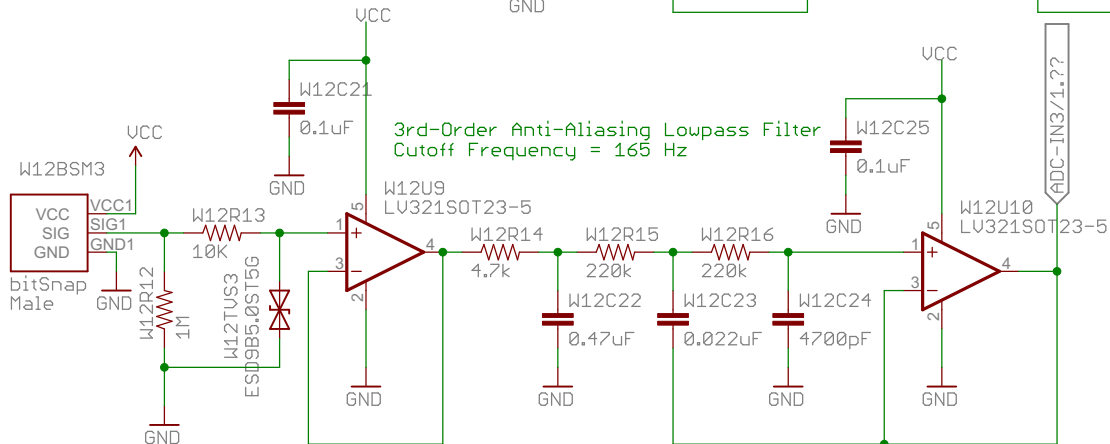 GND
VCC
W12C21
0.1uF
GND
3rd-Order Anti-Aliasing Lowpass Filter
Cutoff Frequency = 165 Hz
VCC
W12C25
0.1uF
GND
ADC-IN3/1.??
VCC
W12BSM3
VCC VCC1
SIG SIG1
GND GND1
bitSnap
Male
GND
W12R13
10K
W12R12
1M
GND
W12TVS3
ESD9B5.0ST5G
W12U9
LV321SOT23-5
1
3
5
2
4
GND
W12R14
4.7k
W12R15
220k
W12R16
220k
W12C22
0.47uF
GND
W12C23
0.022uF
W12C24
4700pF
GND
W12U10
LV321SOT23-5
1
3
5
2
4
GND